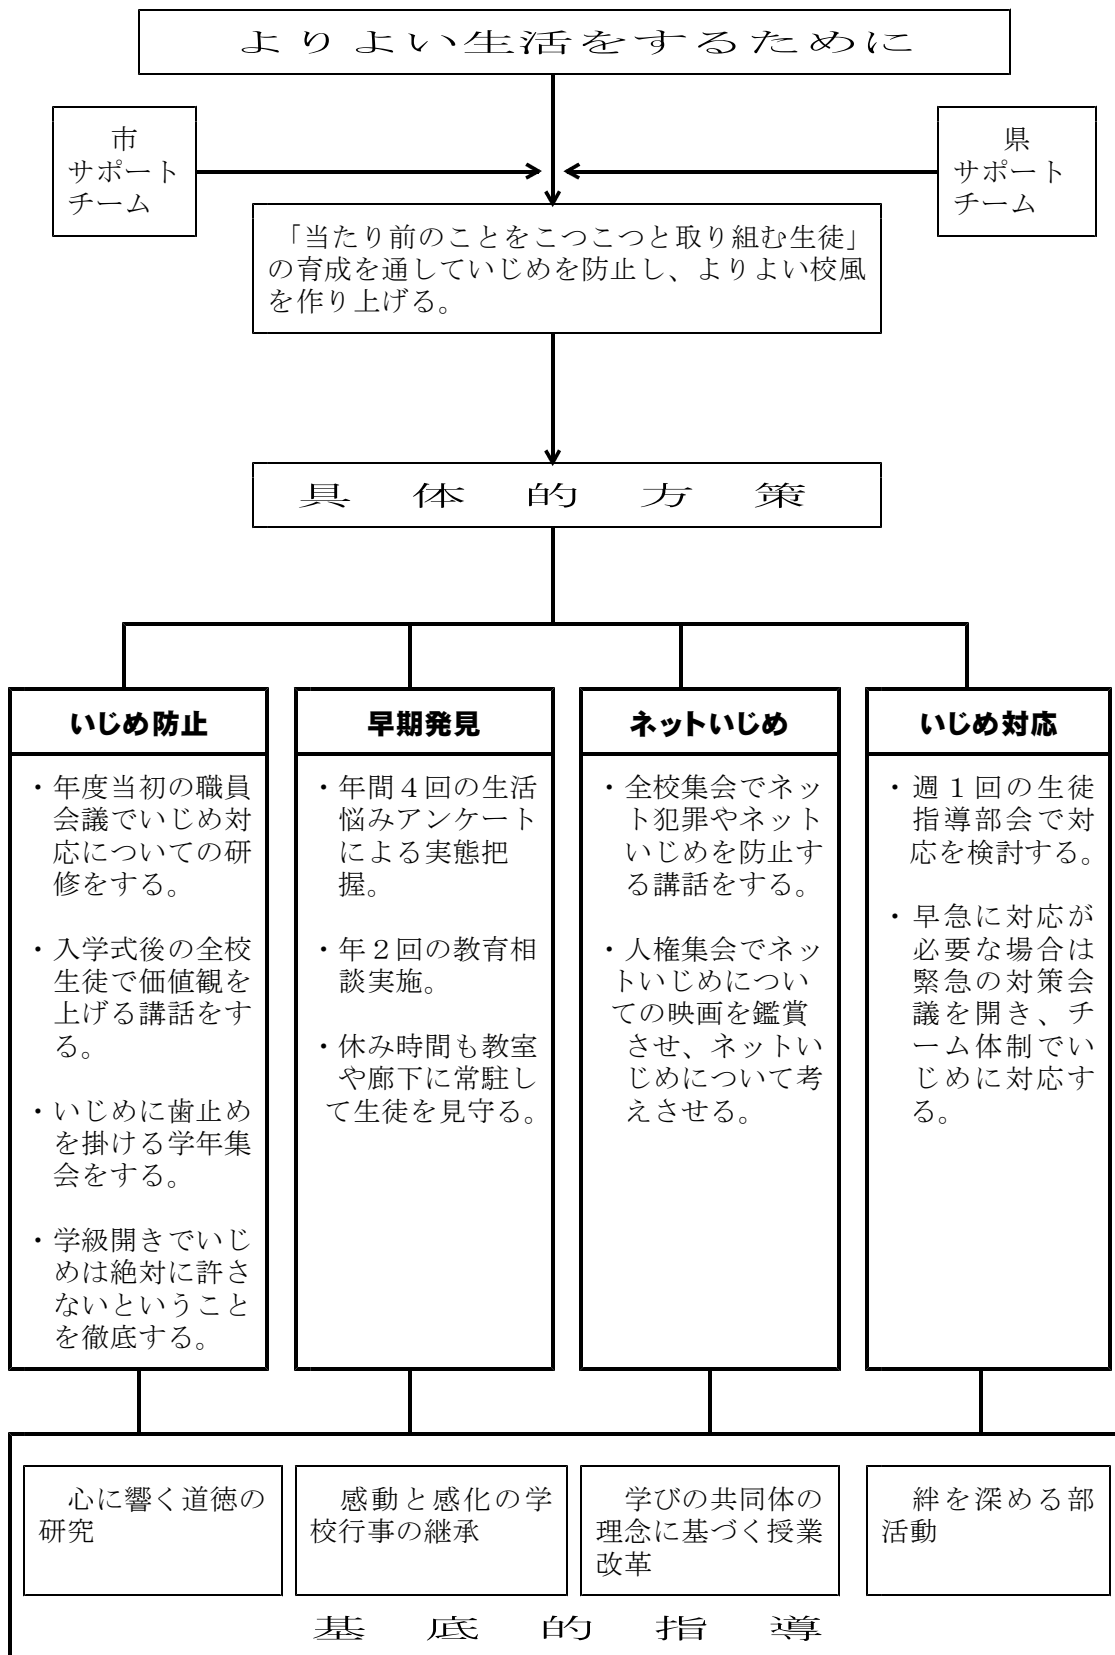 よりよい生活をするために
市
サポート
チーム
県
サポート
チーム
「当たり前のことをこつこつと取り組む生徒」
の育成を通していじめを防止し、よりよい校風
を作り上げる。
具体的方策
いじめ防止
・年度当初の職員
会議でいじめ対
応についての研
修をする。
・入学式後の全校
生徒で価値観を
上げる講話をす
る。
・いじめに歯止め
を掛ける学年集
会をする。
・学級開きでいじ
めは絶対に許さ
ないということ
を徹底する。
早期発見
・年間４回の生活
悩みアンケート
による実態把
握。
・年２回の教育相
談実施。
・休み時間も教室
や廊下に常駐し
て生徒を見守る。
ネットいじめ
・全校集会でネッ
ト犯罪やネット
いじめを防止す
る講話をする。
・人権集会でネッ
トいじめについ
ての映画を鑑賞
させ、ネットい
じめについて考
えさせる。
いじめ対応
・週１回の生徒
指導部会で対
応を検討する。
・早急に対応が
必要な場合は
緊急の対策会
議を開き、チ
ーム体制でい
じめに対応す
る。
心に響く道徳の
研究
感動と感化の学
校行事の継承
学びの共同体の
理念に基づく授業
改革
絆を深める部
活動
基底的指導